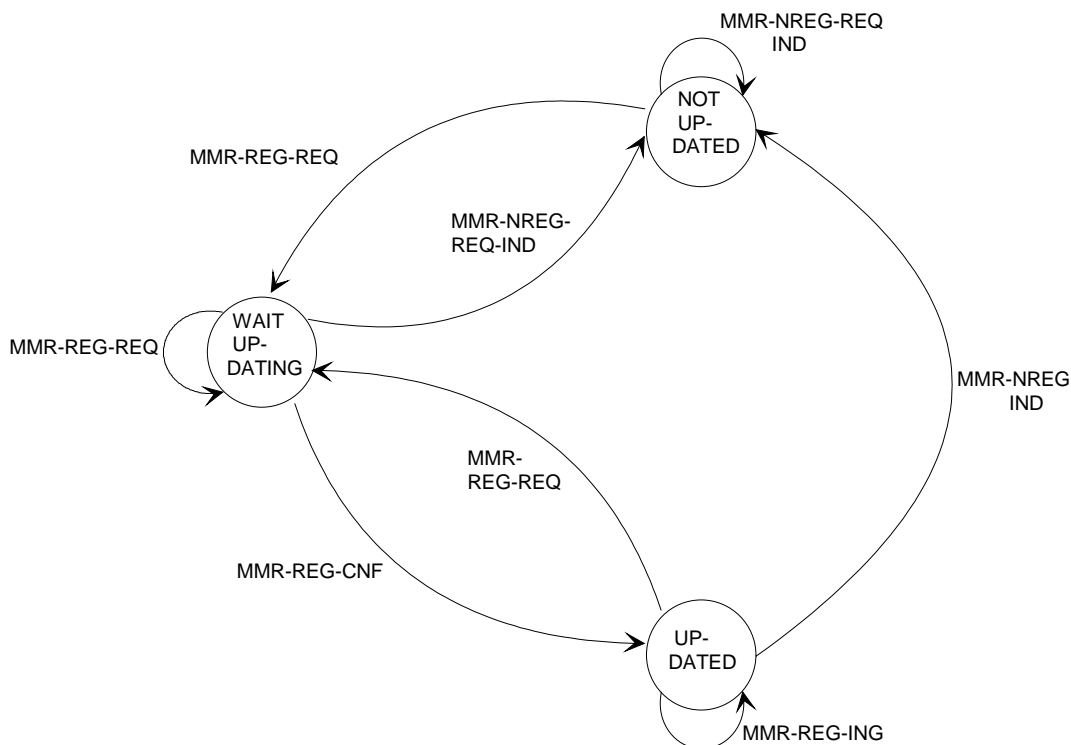 MMR-NREG-REQ
IND
NOT
UP-
DATED
MMR-REG-REQ
MMR-NREG-
REQ-IND
WAIT
UP-
DATING
MMR-REG-REQ
MMR-NREG
IND
MMR-
REG-REQ
MMR-REG-CNF
UP-
DATED
MMR-REG-ING